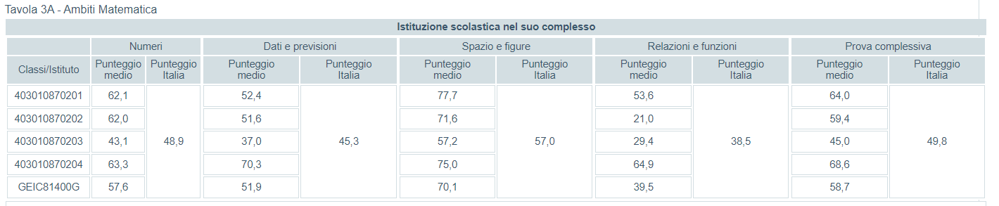 Tavola 3A - Ambiti Matematica
Istituzione scolastica nel suo complesso
Numeri Dati e previsioni Spazio e figure Relazioni e funzioni Prova complessiva
Classi/Istituto Punteggio medio Punteggio Italia Punteggio medio Punteggio Italia Punteggio medio Punteggio Italia Punteggio medio Punteggio Italia Punteggio medio Punteggio Italia
403010870201 62,1 52,4 77,7 53,6 64,0
403010870202 62,0 51,6 71,6 21,0 59,4
403010870203 43,1 48,9 37,0 45,3 57,2 57,0 29,4 38,5 45,0 49,8
403010870204 63,3 70,3 75,0 64,9 68,6
GEIC81400G 57,6 51,9 70,1 39,5 58,7